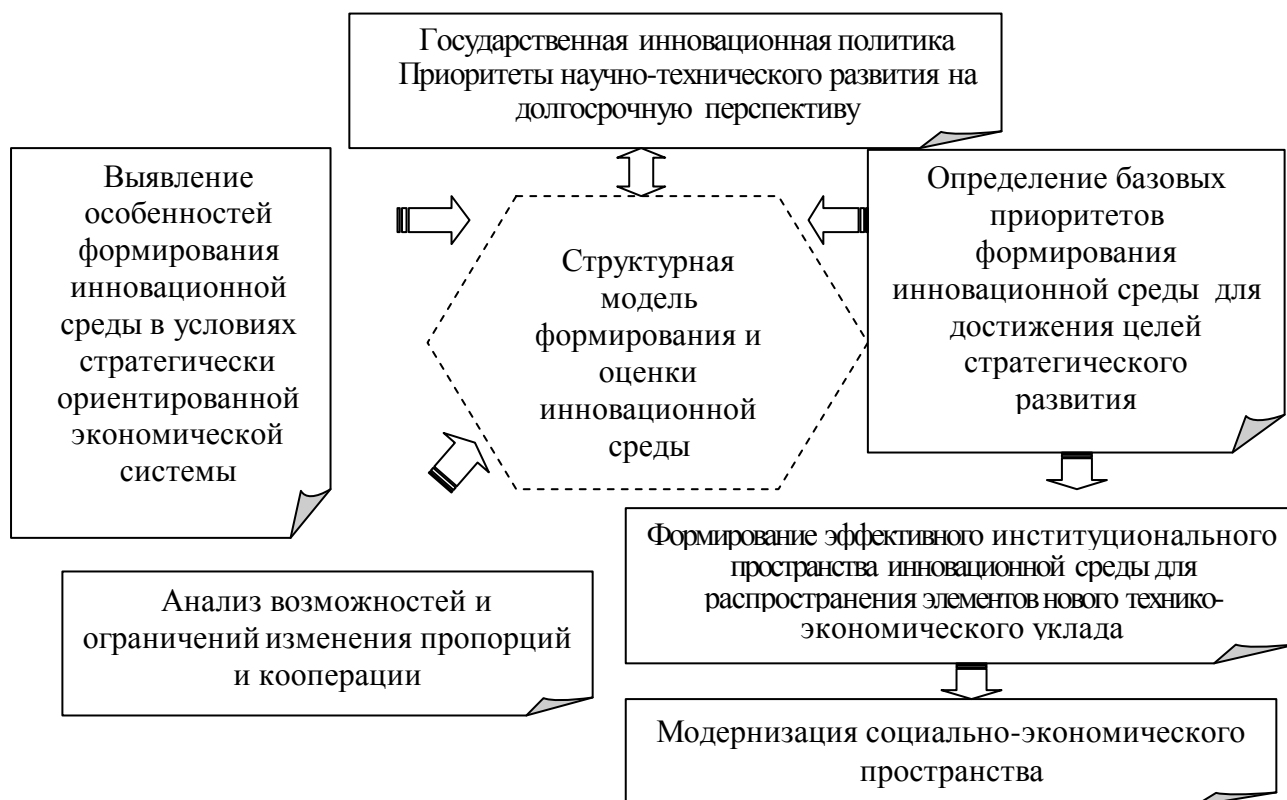 Государственная инновационная политика
Приоритеты научно-технического развития на
долгосрочную перспективу
Выявление
особенностей
формирования
инновационной
среды в условиях
стратегически
ориентированной
экономической
системы
Структурная
модель
формирования и
оценки
инновационной
среды
Определение базовых
приоритетов
формирования
инновационной среды для
достижения целей
стратегического
развития
Анализ возможностей и
ограничений изменения пропорций
и кооперации
Формирование эффективного институционального
пространства инновационной среды для
распространения элементов нового технико-
экономического уклада
Модернизация социально-экономического
пространства